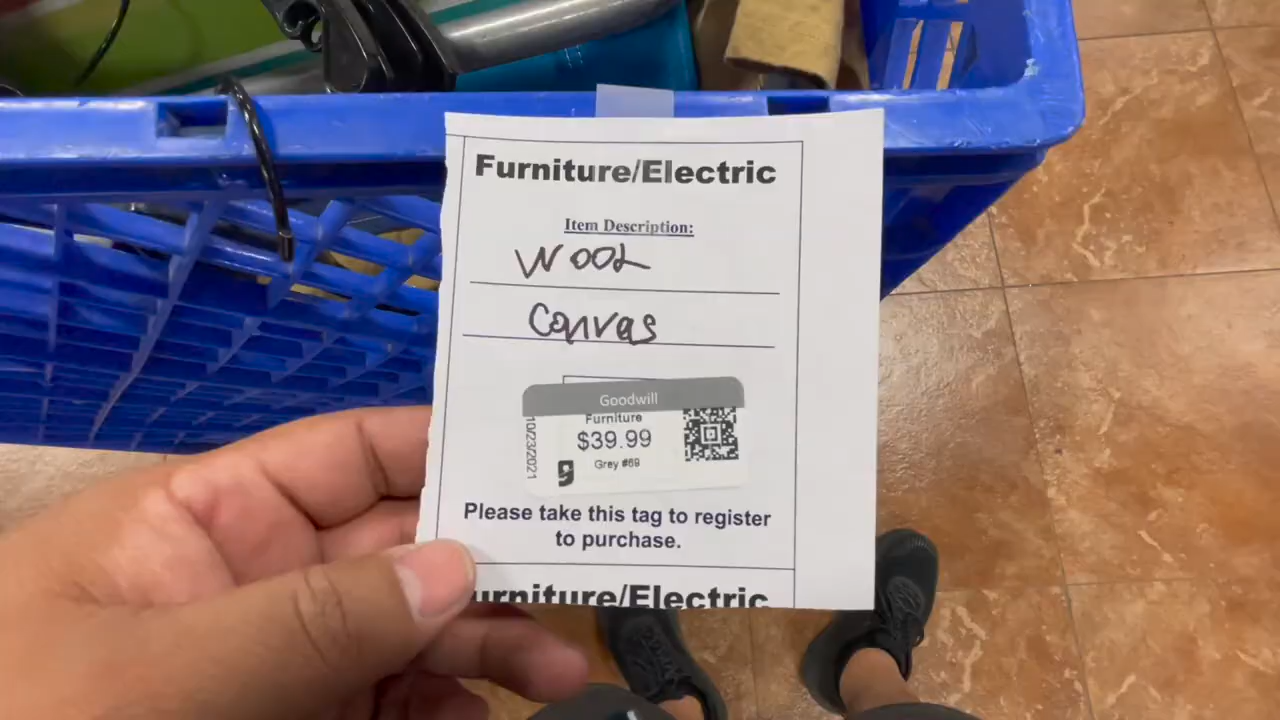 Furniture/Electric
Item Description:
WOOL
Canvas
Goodwill
Furniture
$39.99
Grey #69
10/23/2021
Please take this tag to register
to purchase.
urniture/Electric